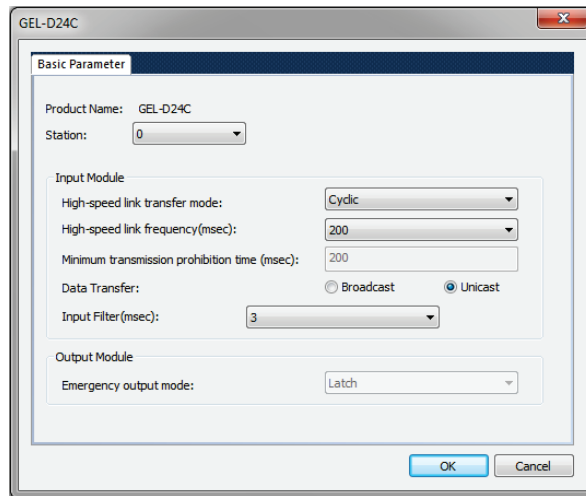 GEL-D24C
Basic Parameter
Product Name: GEL-D24C
Station: 0
Input Module
High-speed link transfer mode: Cyclic
High-speed link frequency(msec): 200
Minimum transmission prohibition time (msec): 200
Data Transfer: Broadcast Unicast
Input Filter(msec): 3
Output Module
Emergency output mode: Latch
OK Cancel